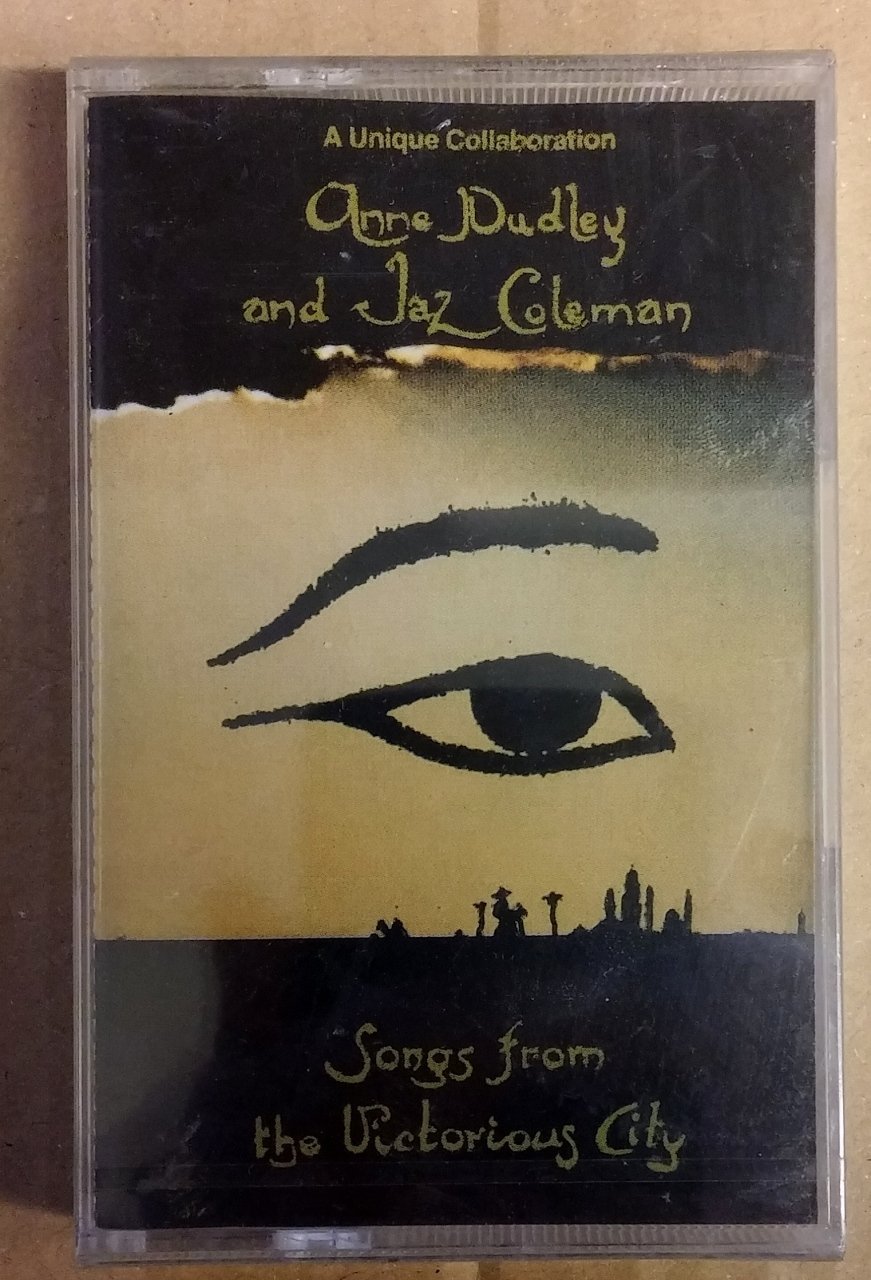 A Unique Collaboration
Anne Dudley
and Jaz Coleman
Songs from
the Victorious City